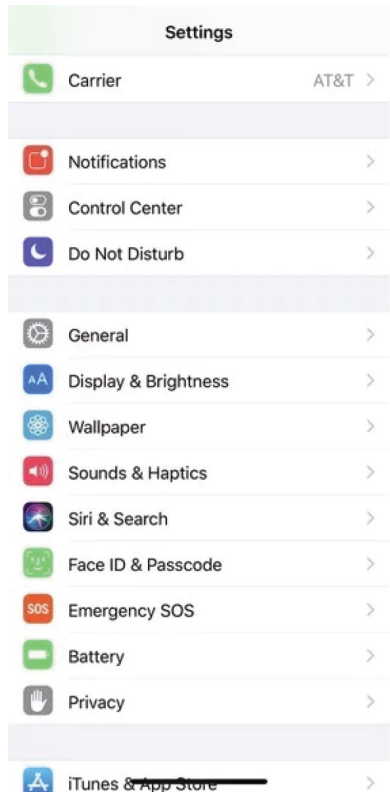 Settings
Carrier AT&T
Notifications
Control Center
Do Not Disturb
General
AA Display & Brightness
Wallpaper
Sounds & Haptics
Siri & Search
Face ID & Passcode
SOS Emergency SOS
Battery
Privacy
iTunes & App Store